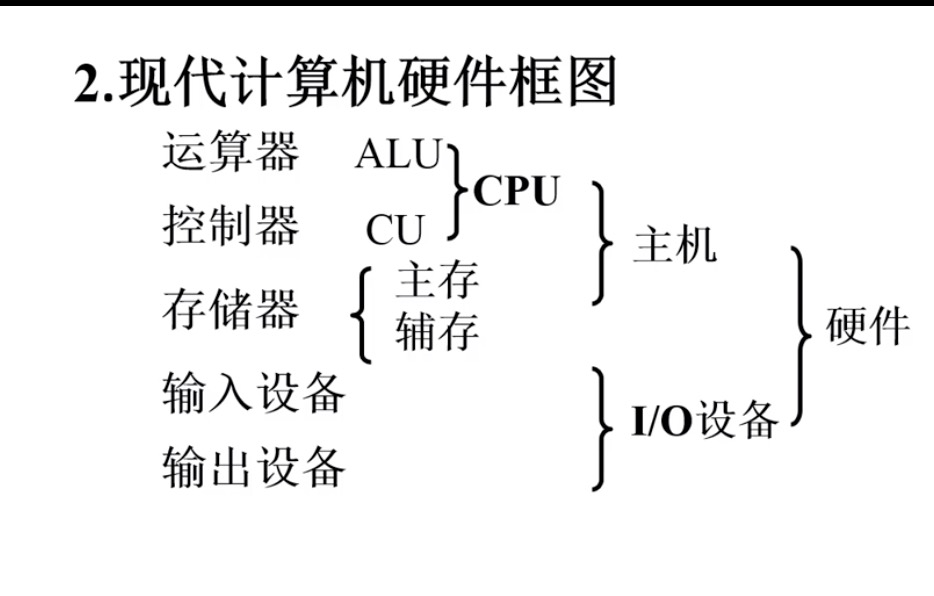 2.现代计算机硬件框图
运算器 ALU
CPU
控制器 CU
主机
存储器 主存
辅存
硬件
输入设备
I/O设备
输出设备